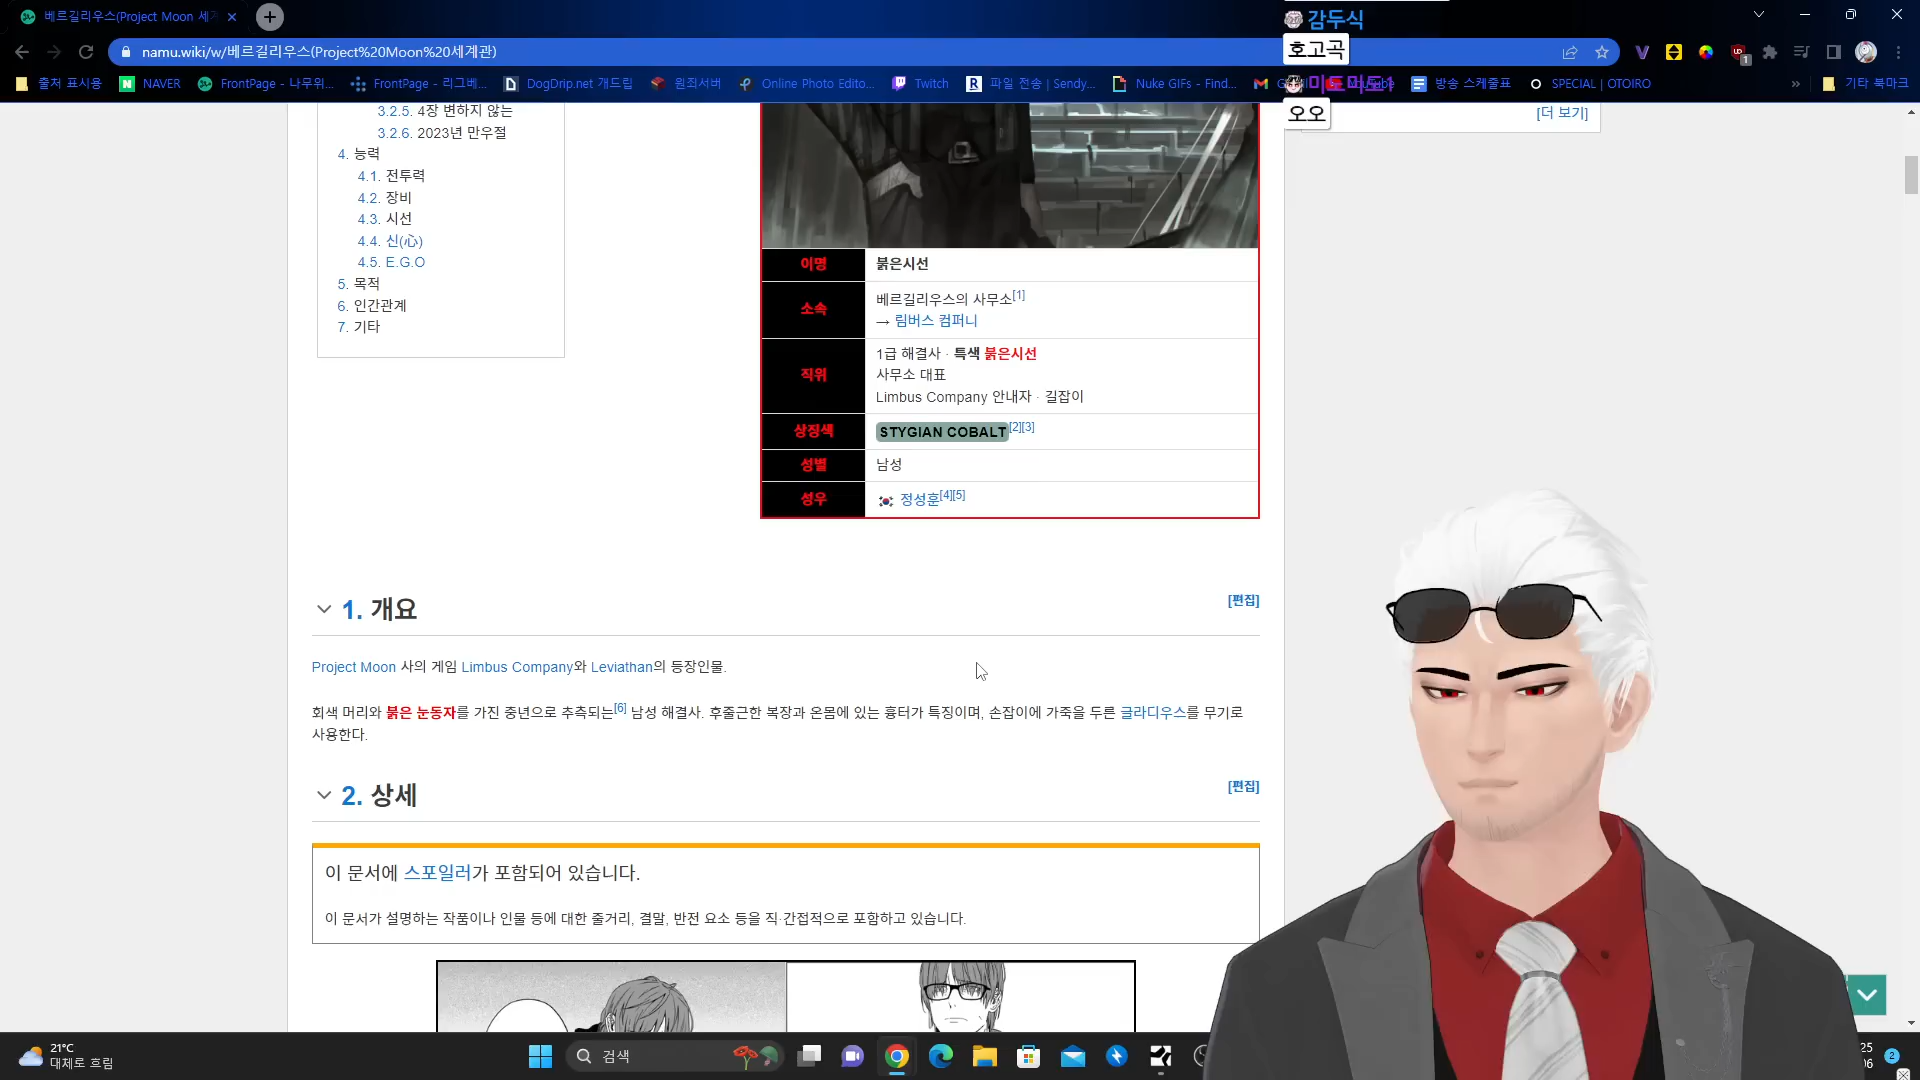 베르길리우스(Project Moon 세계
감두식
호고곡
namu.wiki/w/베르길리우스(Project%20Moon%20세계관)
출처 표시용
NAVER
FrontPage - 나무위...
FrontPage - 리그베...
DogDrip.net 개드립
원죄서버
Online Photo Edito...
Twitch
파일 전송 | Sendy...
Nuke GIFs - Find...
방송 스케줄표
SPECIAL | OTOIRO
»
기타 북마크
오오
[더 보기]
3.2.5. 4장 변하지 않는
3.2.6. 2023년 만우절
4. 능력
4.1. 전투력
4.2. 장비
4.3. 시선
4.4. 신(心)
4.5. E.G.O
5. 목적
6. 인간관계
7. 기타
이명 붉은시선
소속 베르길리우스의 사무소[1]
→ 림버스 컴퍼니
직위 1급 해결사 · 특색 붉은시선
사무소 대표
Limbus Company 안내자 · 길잡이
상징색 STYGIAN COBALT[2][3]
성별 남성
성우 정성훈[4][5]
1. 개요 [편집]
Project Moon 사의 게임 Limbus Company와 Leviathan의 등장인물.
회색 머리와 붉은 눈동자를 가진 중년으로 추측되는[6] 남성 해결사. 후줄근한 복장과 온몸에 있는 흉터가 특징이며, 손잡이에 가죽을 두른 글라디우스를 무기로
사용한다.
2. 상세 [편집]
이 문서에 스포일러가 포함되어 있습니다.
이 문서가 설명하는 작품이나 인물 등에 대한 줄거리, 결말, 반전 요소 등을 직·간접적으로 포함하고 있습니다.
21°C
대체로 흐림
검색
25
06
2